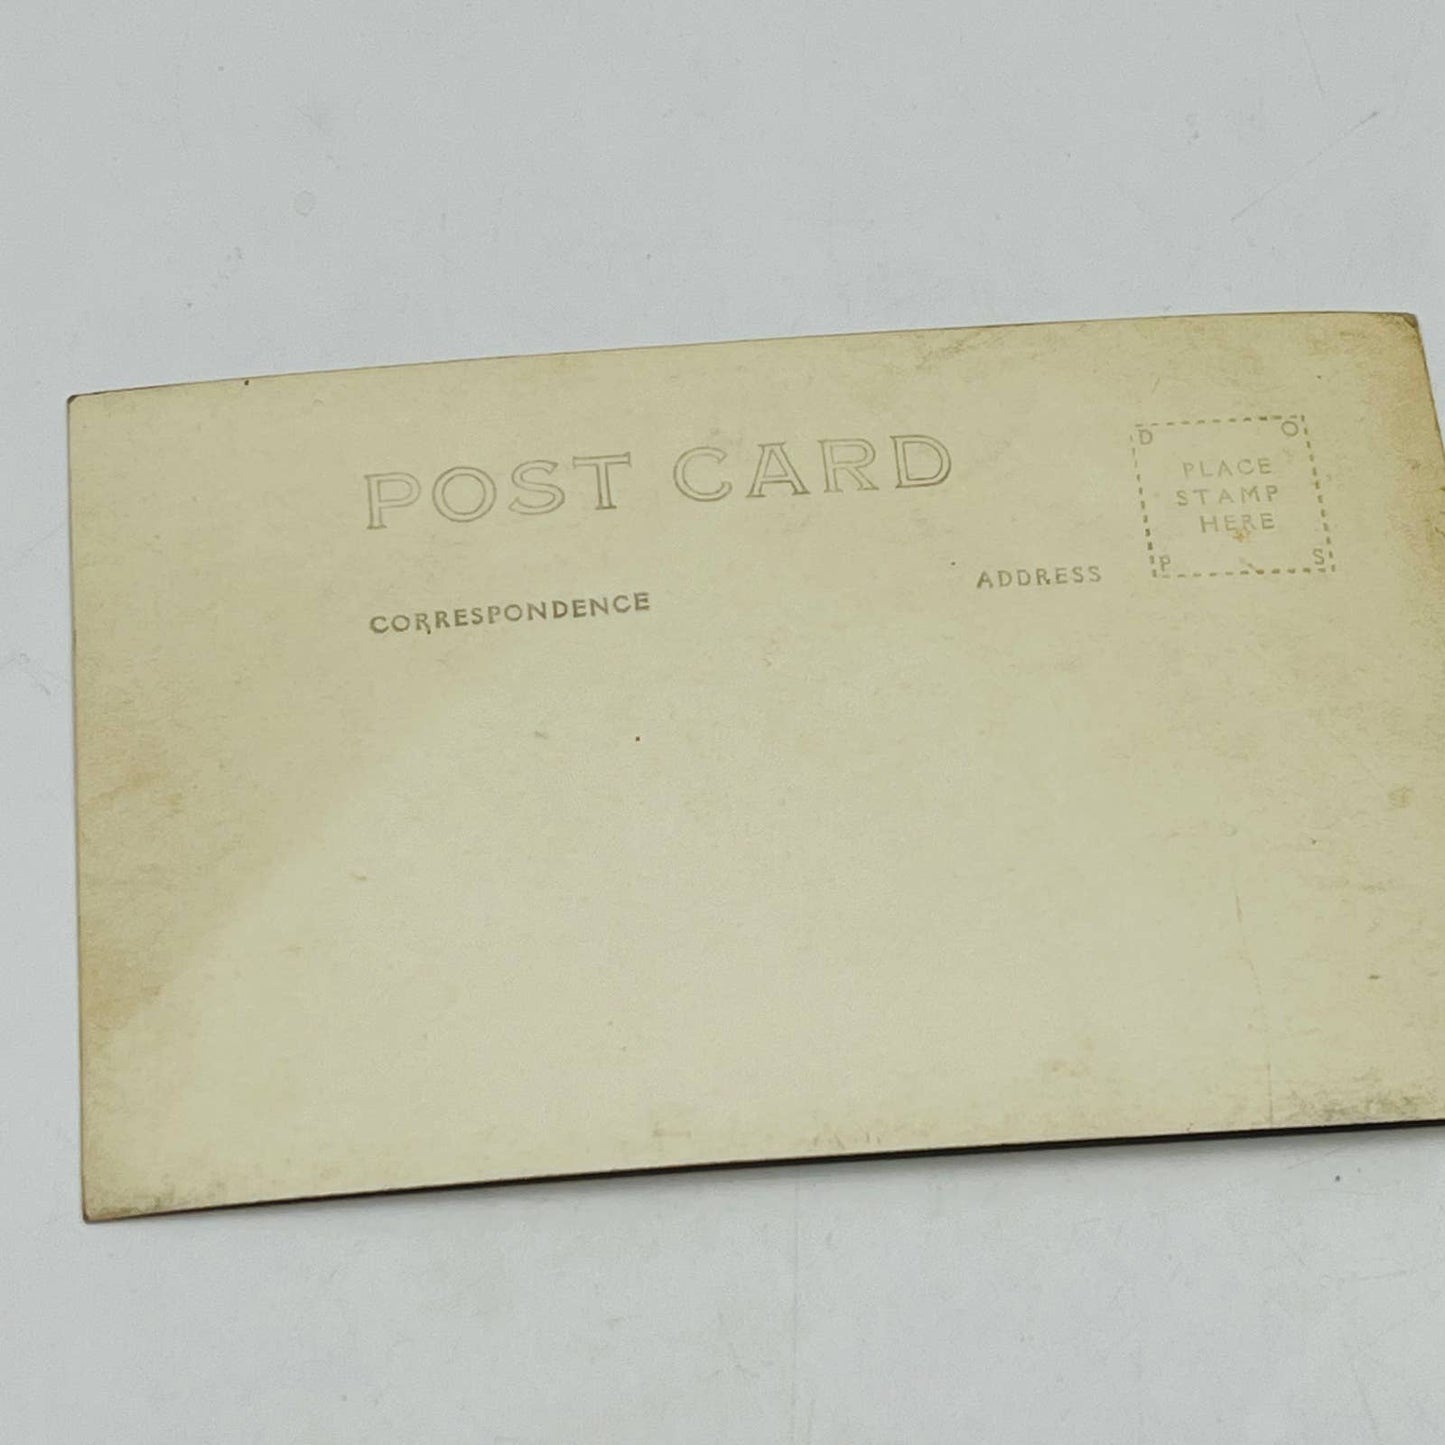 POST CARD
D O
PLACE
STAMP
HERE
P S
CORRESPONDENCE
ADDRESS